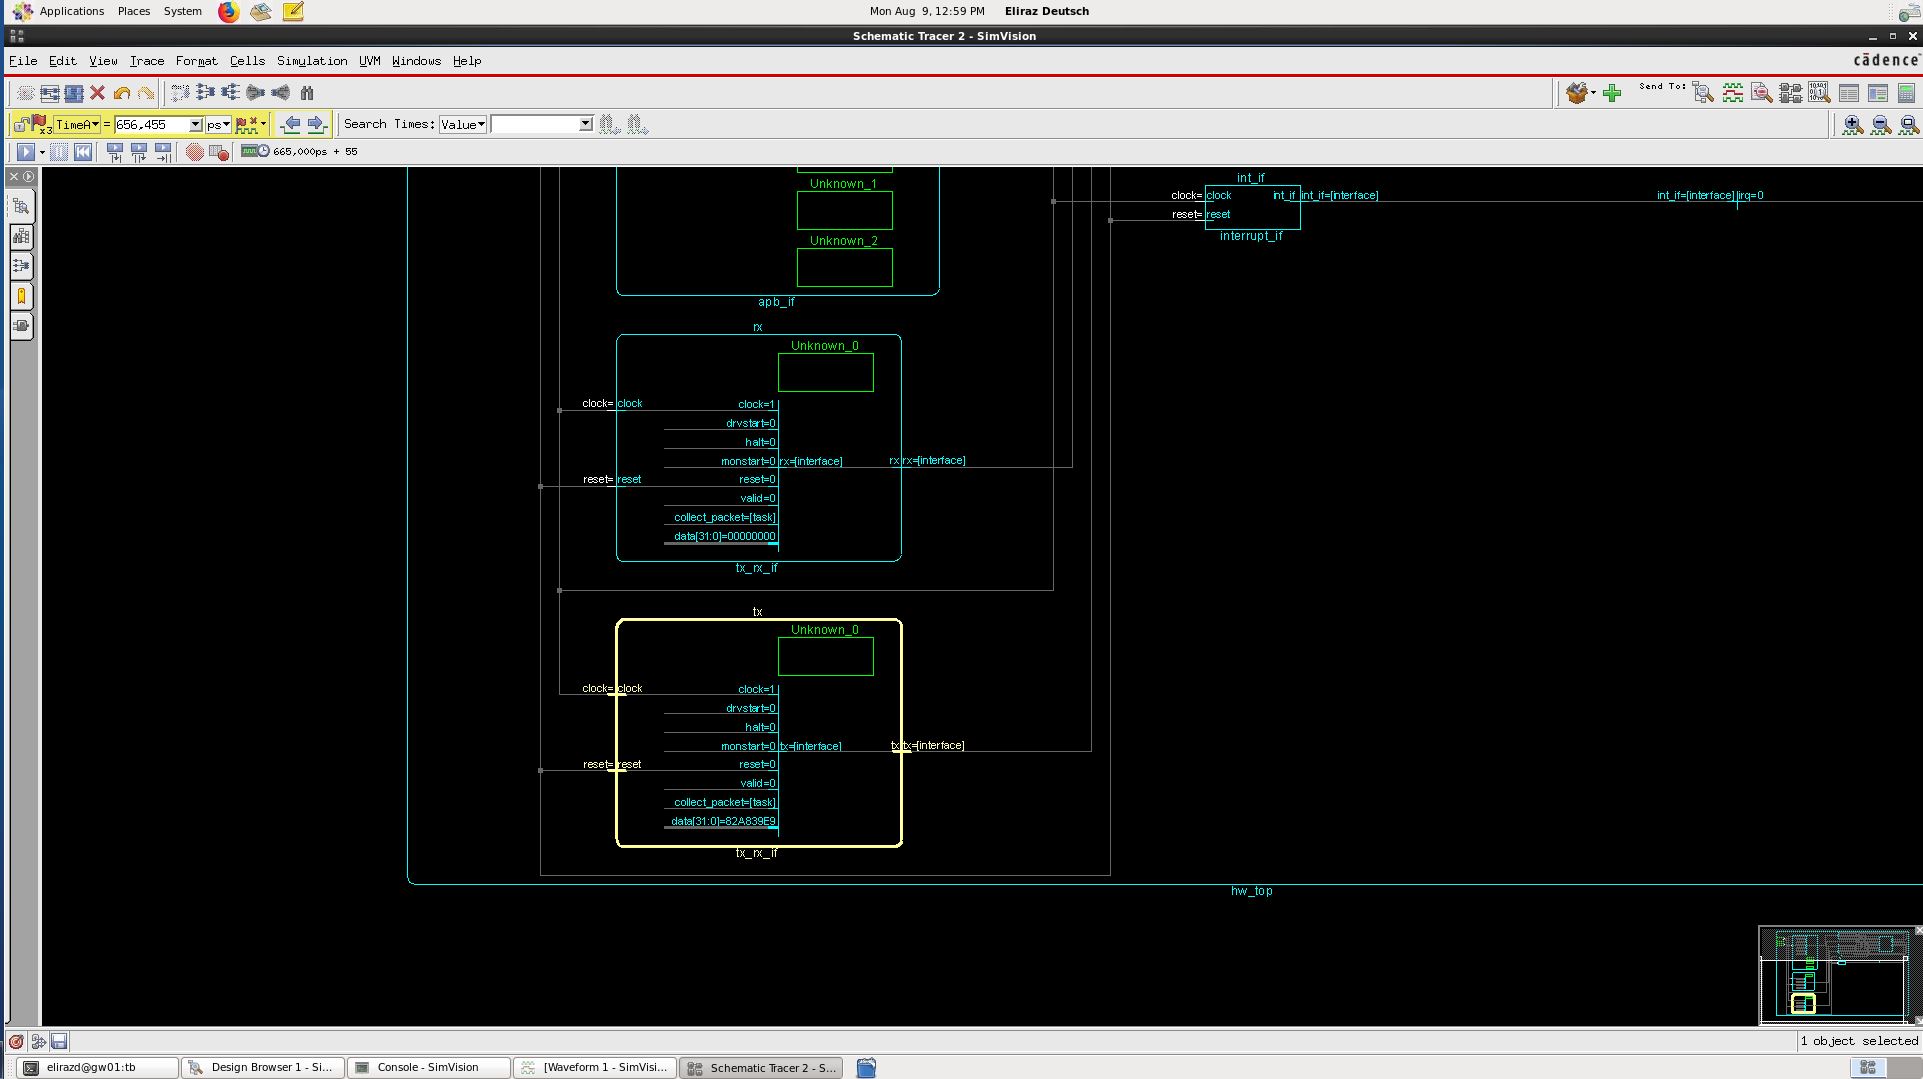 Applications Places System Mon Aug 9, 12:59 PM Eliraz Deutsch
Schematic Tracer 2 - SimVision
File Edit View Trace Format Cells Simulation UVM Windows Help cādence
Send To:
x3 TimeA = 656,455 ps Search Times: Value
665,000ps + 55
Unknown_1
Unknown_2
apb_if
int_if
clock= clock int_if int_if=[interface] int_if=[interface] irq=0
reset= reset
interrupt_if
rx
Unknown_0
clock= clock clock=1
drvstart=0
halt=0
monstart=0 rx=[interface] rx rx=[interface]
reset= reset reset=0
valid=0
collect_packet=[task]
data[31:0]=00000000
tx_rx_if
tx
Unknown_0
clock= clock clock=1
drvstart=0
halt=0
monstart=0 tx=[interface] tx tx=[interface]
reset= reset reset=0
valid=0
collect_packet=[task]
data[31:0]=82A839E9
tx_rx_if
hw_top
1 object selected
elirazd@gw01:tb Design Browser 1 - Si... Console - SimVision [Waveform 1 - SimVisi... Schematic Tracer 2 - S...